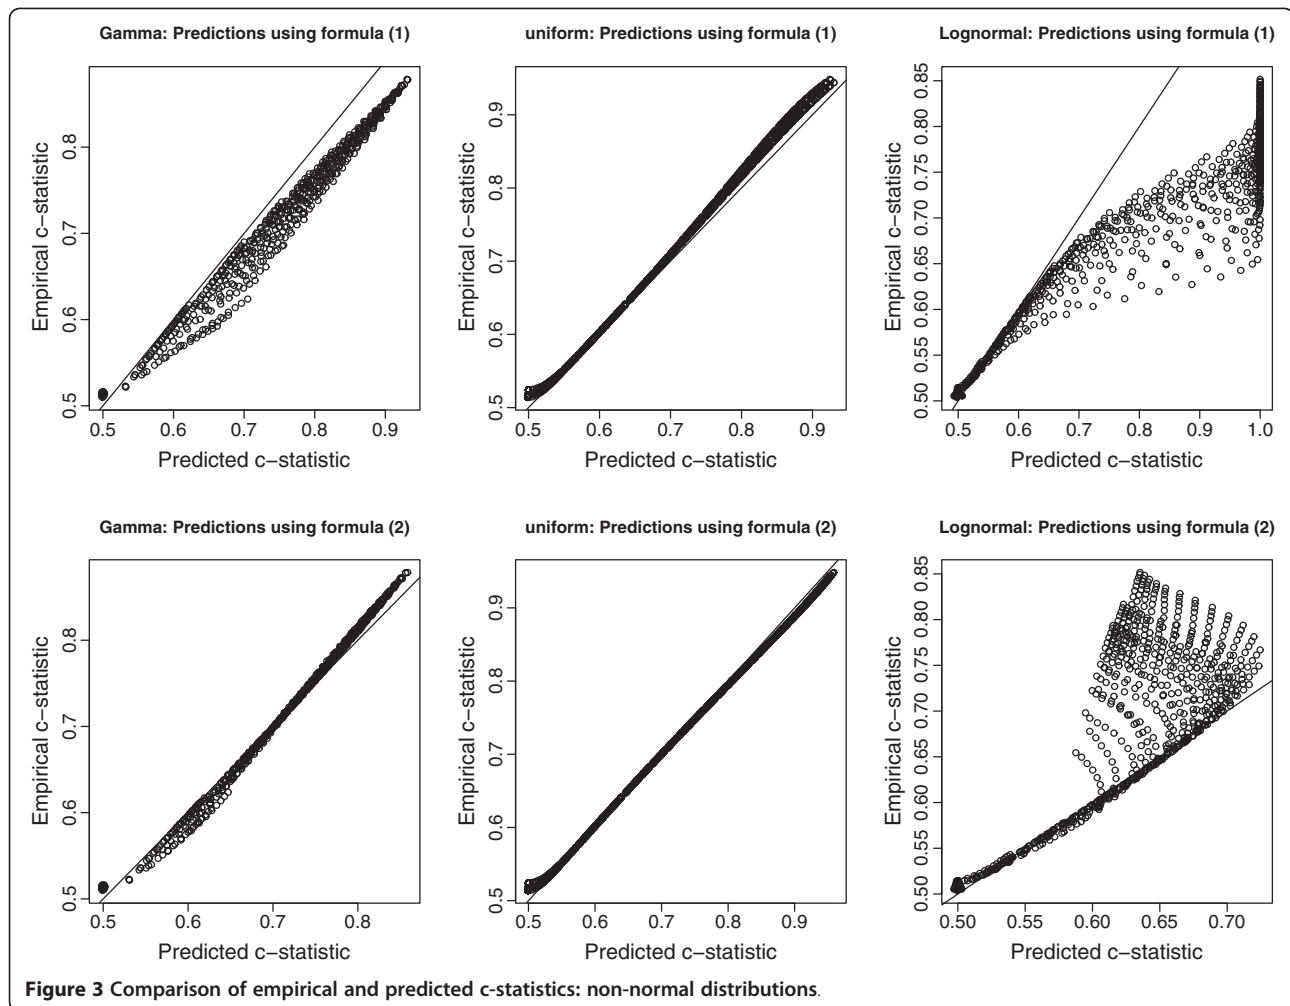 Gamma: Predictions using formula (1)
Empirical c−statistic
0.5 0.6 0.7 0.8
0.5 0.6 0.7 0.8 0.9
Predicted c−statistic
uniform: Predictions using formula (1)
Empirical c−statistic
0.5 0.6 0.7 0.8 0.9
0.5 0.6 0.7 0.8 0.9
Predicted c−statistic
Lognormal: Predictions using formula (1)
Empirical c−statistic
0.50 0.55 0.60 0.65 0.70 0.75 0.80 0.85
0.5 0.6 0.7 0.8 0.9 1.0
Predicted c−statistic
Gamma: Predictions using formula (2)
Empirical c−statistic
0.5 0.6 0.7 0.8
0.5 0.6 0.7 0.8
Predicted c−statistic
uniform: Predictions using formula (2)
Empirical c−statistic
0.5 0.6 0.7 0.8 0.9
0.5 0.6 0.7 0.8 0.9
Predicted c−statistic
Lognormal: Predictions using formula (2)
Empirical c−statistic
0.50 0.55 0.60 0.65 0.70 0.75 0.80 0.85
0.50 0.55 0.60 0.65 0.70
Predicted c−statistic
Figure 3 Comparison of empirical and predicted c-statistics: non-normal distributions.